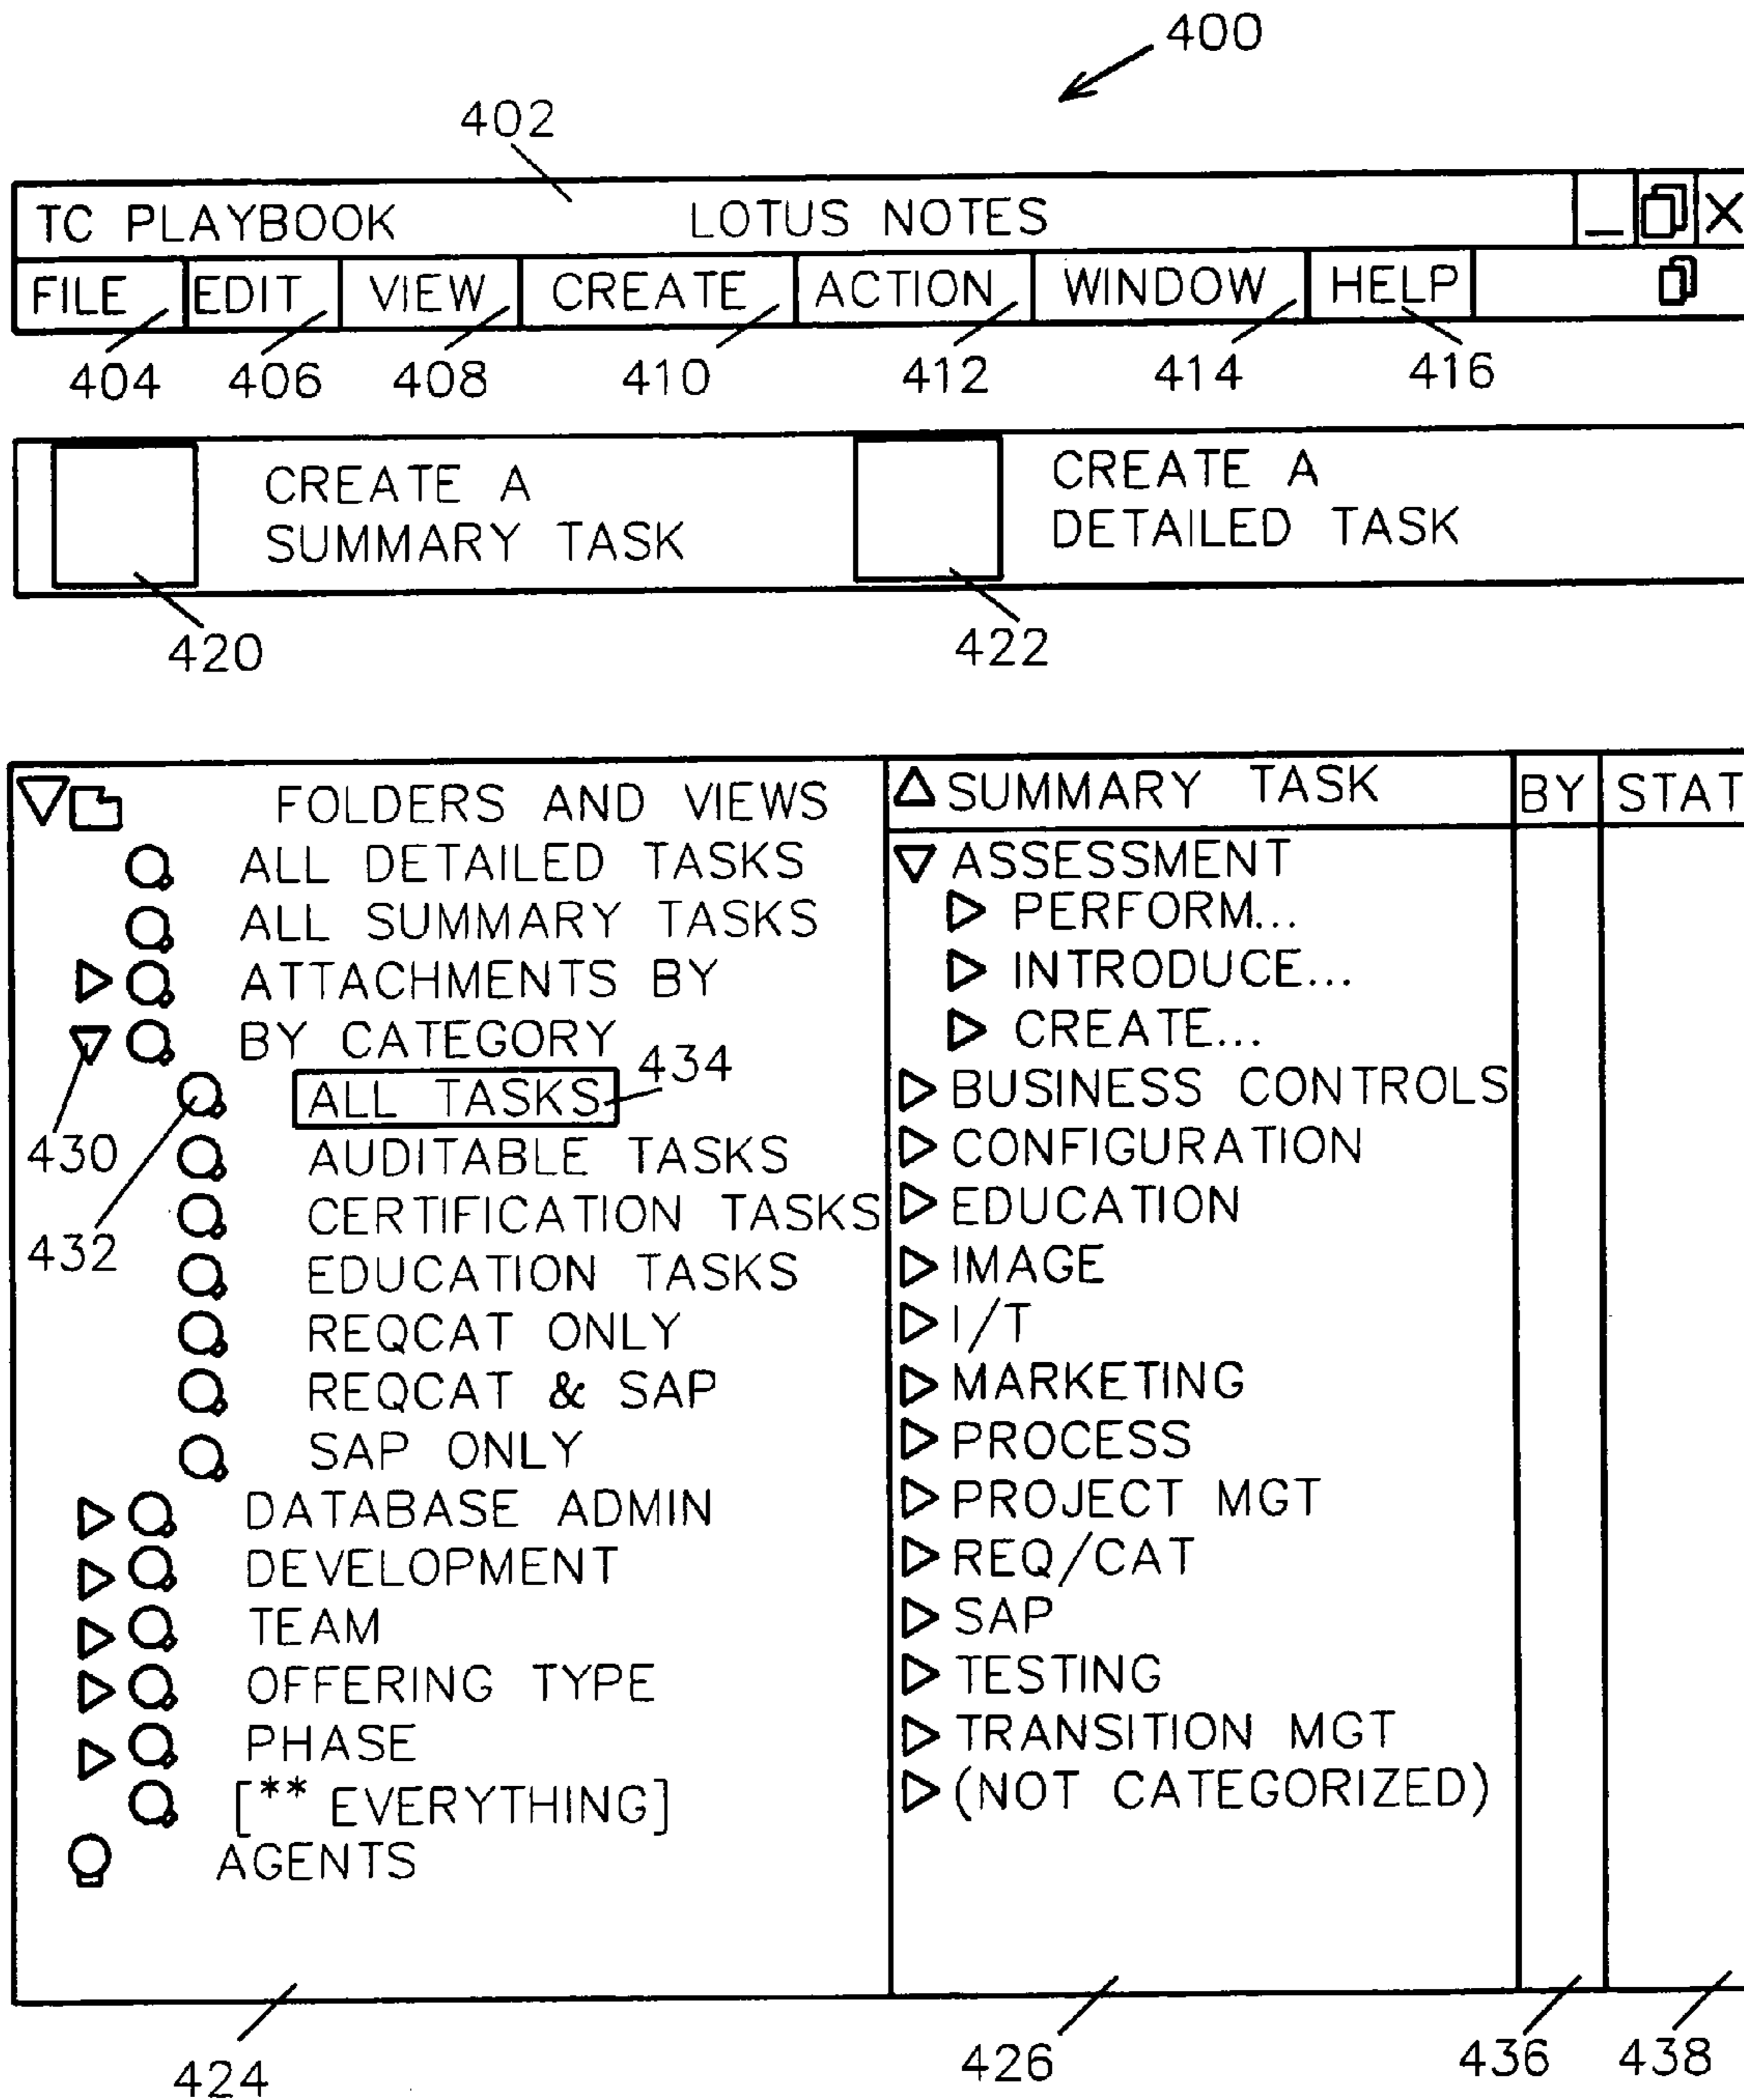 400
402
TC PLAYBOOK LOTUS NOTES
FILE EDIT VIEW CREATE ACTION WINDOW HELP
404 406 408 410 412 414 416
CREATE A
SUMMARY TASK
CREATE A
DETAILED TASK
420 422
FOLDERS AND VIEWS
ALL DETAILED TASKS
ALL SUMMARY TASKS
ATTACHMENTS BY
BY CATEGORY
ALL TASKS 434
430
AUDITABLE TASKS
CERTIFICATION TASKS
432
EDUCATION TASKS
REQCAT ONLY
REQCAT & SAP
SAP ONLY
DATABASE ADMIN
DEVELOPMENT
TEAM
OFFERING TYPE
PHASE
[** EVERYTHING]
AGENTS
SUMMARY TASK BY STAT
ASSESSMENT
PERFORM...
INTRODUCE...
CREATE...
BUSINESS CONTROLS
CONFIGURATION
EDUCATION
IMAGE
I/T
MARKETING
PROCESS
PROJECT MGT
REQ/CAT
SAP
TESTING
TRANSITION MGT
(NOT CATEGORIZED)
424 426 436 438